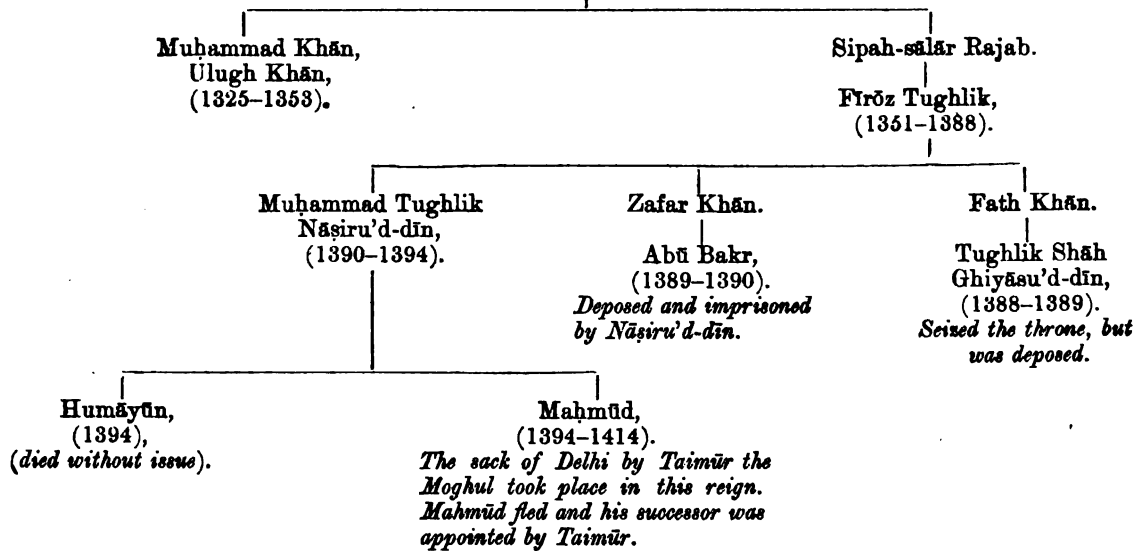 Muḥammad Khān,
Ulugh Khān,
(1325–1353).
Sipah-sālār Rajab.
Fīrōz Tughlik,
(1351–1388).
Muḥammad Tughlik
Nāṣiru'd-dīn,
(1390–1394).
Zafar Khān.
Abū Bakr,
(1389–1390).
Deposed and imprisoned
by Nāṣiru'd-dīn.
Fath Khān.
Tughlik Shāh
Ghiyāsu'd-dīn,
(1388–1389).
Seized the throne, but
was deposed.
Humāyūn,
(1394),
(died without issue).
Maḥmūd,
(1394–1414).
The sack of Delhi by Taimūr the
Moghul took place in this reign.
Mahmūd fled and his successor was
appointed by Taimūr.